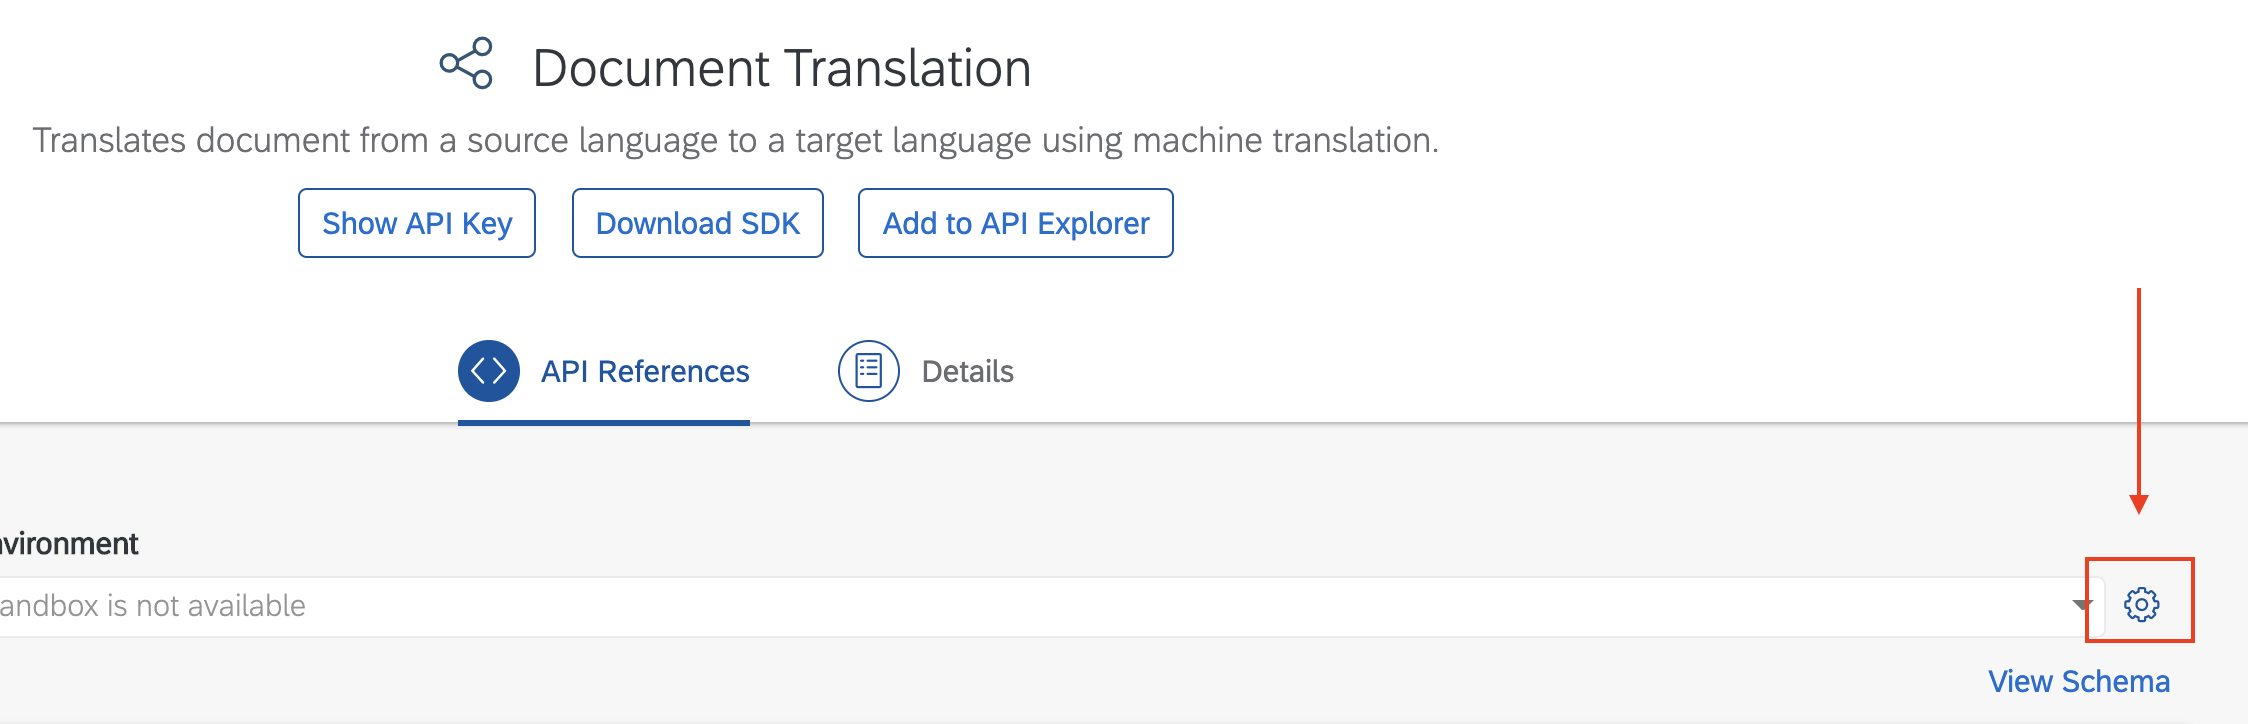 Document Translation
Translates document from a source language to a target language using machine translation.
Show API Key Download SDK Add to API Explorer
API References Details
nvironment
andbox is not available
View Schema